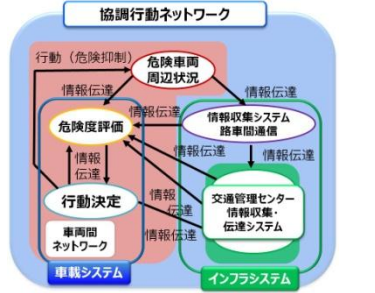 協調行動ネットワーク
行動（危険抑制）
危険車両
周辺状況
情報伝達
情報伝達
情報伝達
危険度評価
情報収集システム
路車間通信
情報伝達
情報伝達
情報
伝達
行動決定
情報
伝達
交通管理センター
情報収集・
伝達システム
車両間
ネットワーク
情報伝達
車載システム
インフラシステム